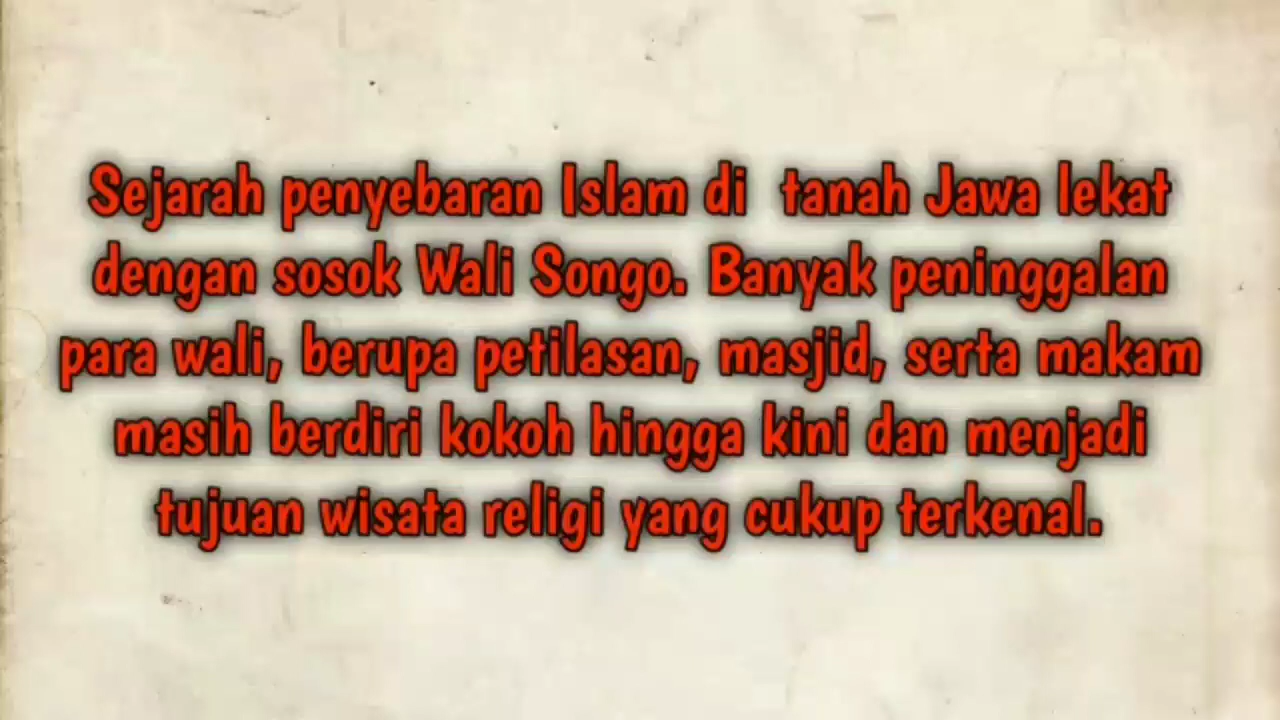 Sejarah penyebaran Islam di  tanah Jawa lekat
dengan sosok Wali Songo. Banyak peninggalan
para wali, berupa petilasan, masjid, serta makam
masih berdiri kokoh hingga kini dan menjadi
tujuan wisata religi yang cukup terkenal.